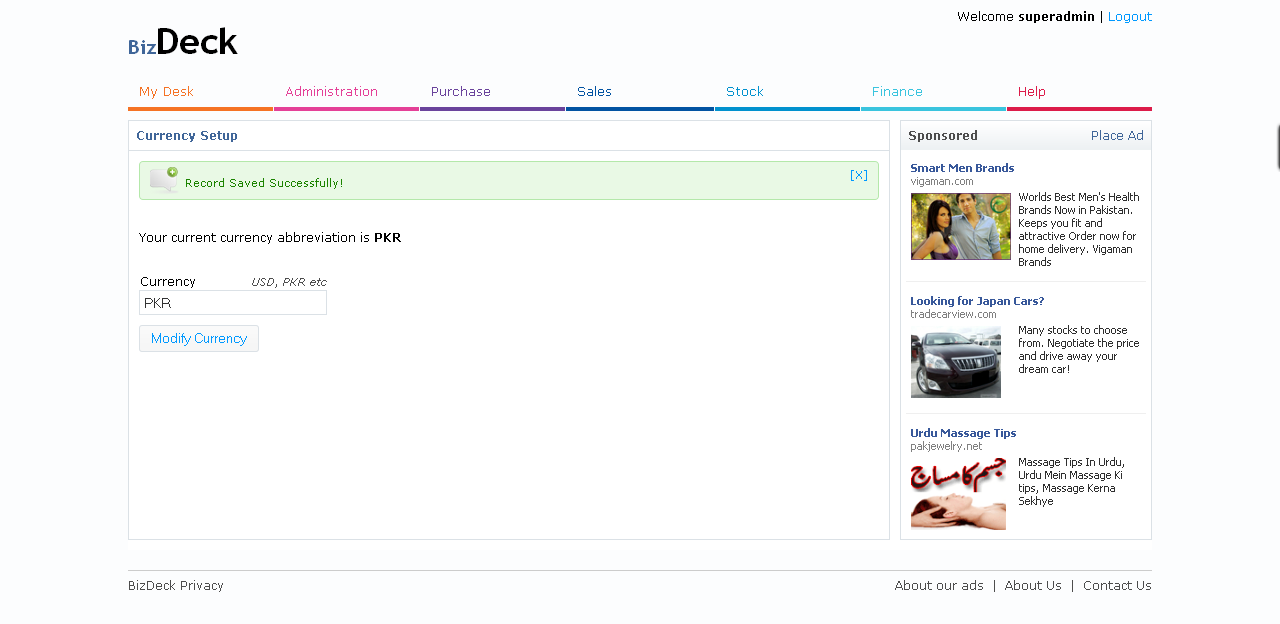 Welcome superadmin | Logout
BizDeck
My Desk
Administration
Purchase
Sales
Stock
Finance
Help
Currency Setup
Record Saved Successfully!
[X]
Your current currency abbreviation is PKR
Currency
USD, PKR etc
PKR
Modify Currency
Sponsored
Place Ad
Smart Men Brands
vigaman.com
Worlds Best Men's Health
Brands Now in Pakistan.
Keeps you fit and
attractive Order now for
home delivery. Vigaman
Brands
Looking for Japan Cars?
tradecarview.com
Many stocks to choose
from. Negotiate the price
and drive away your
dream car!
Urdu Massage Tips
pakjewelry.net
جسم کا مساج
Massage Tips In Urdu,
Urdu Mein Massage Ki
tips, Massage Kerna
Sekhye
BizDeck Privacy
About our ads | About Us | Contact Us